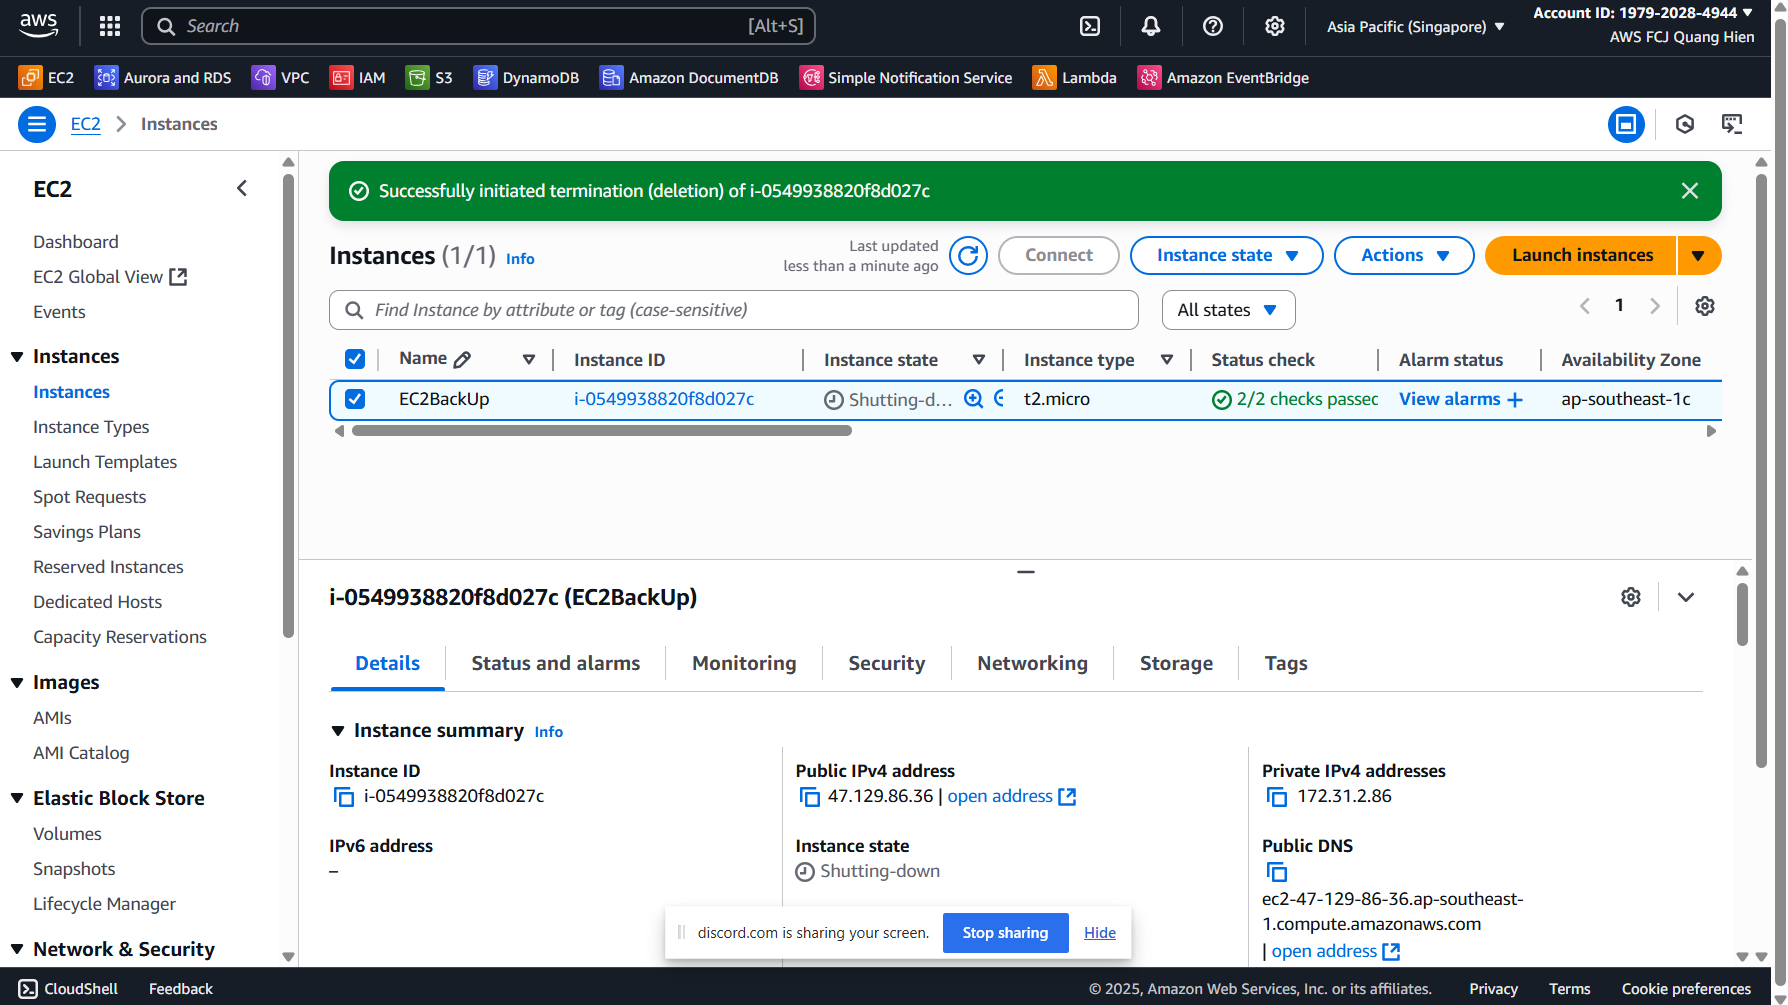 aws
Search
[Alt+S]
Asia Pacific (Singapore)
Account ID: 1979-2028-4944
AWS FCJ Quang Hien
EC2
Aurora and RDS
VPC
IAM
S3
DynamoDB
Amazon DocumentDB
Simple Notification Service
Lambda
Amazon EventBridge
EC2
Instances
EC2
Dashboard
EC2 Global View
Events
Instances
Instances
Instance Types
Launch Templates
Spot Requests
Savings Plans
Reserved Instances
Dedicated Hosts
Capacity Reservations
Images
AMIs
AMI Catalog
Elastic Block Store
Volumes
Snapshots
Lifecycle Manager
Network & Security
Successfully initiated termination (deletion) of i-0549938820f8d027c
Instances (1/1) Info
Last updated
less than a minute ago
Connect
Instance state
Actions
Launch instances
Find Instance by attribute or tag (case-sensitive)
All states
1
Name
Instance ID
Instance state
Instance type
Status check
Alarm status
Availability Zone
EC2BackUp
i-0549938820f8d027c
Shutting-d...
t2.micro
2/2 checks passec
View alarms +
ap-southeast-1c
i-0549938820f8d027c (EC2BackUp)
Details
Status and alarms
Monitoring
Security
Networking
Storage
Tags
Instance summary Info
Instance ID
i-0549938820f8d027c
Public IPv4 address
47.129.86.36 | open address
Private IPv4 addresses
172.31.2.86
IPv6 address
–
Instance state
Shutting-down
Public DNS
ec2-47-129-86-36.ap-southeast-
1.compute.amazonaws.com
| open address
discord.com is sharing your screen.
Stop sharing
Hide
CloudShell
Feedback
© 2025, Amazon Web Services, Inc. or its affiliates.
Privacy
Terms
Cookie preferences